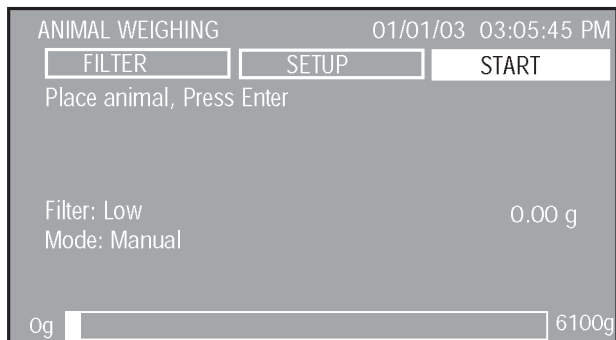 ANIMAL WEIGHING 01/01/03 03:05:45 PM
FILTER SETUP START
Place animal, Press Enter
Filter: Low 0.00 g
Mode: Manual
0g 6100g